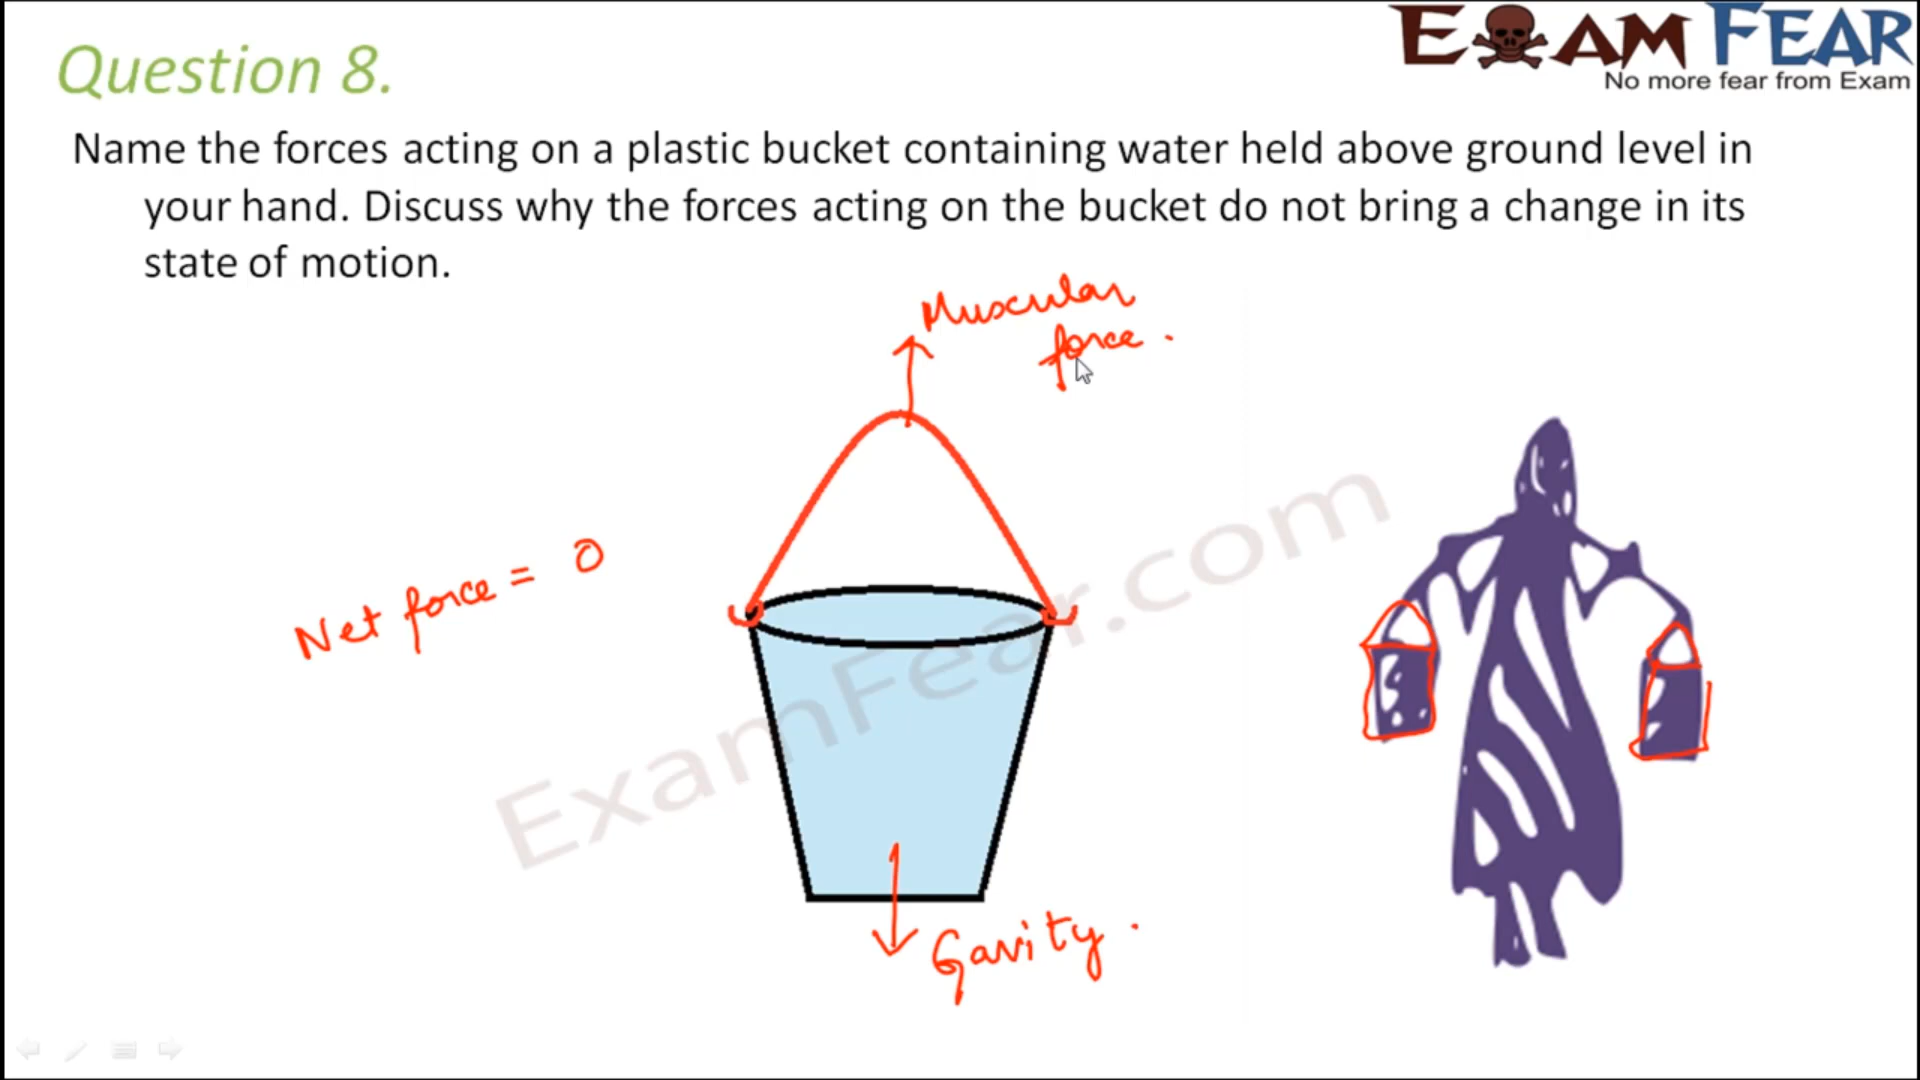 Question 8.
EXAM FEAR
No more fear from Exam
Name the forces acting on a plastic bucket containing water held above ground level in
your hand. Discuss why the forces acting on the bucket do not bring a change in its
state of motion.
Muscular
force.
Net force = 0
ExamFear.com
Gavity.